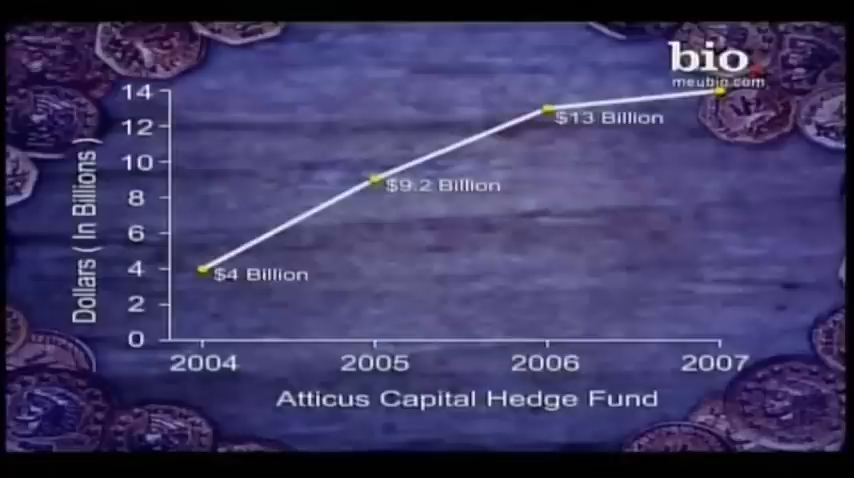 bio.
meubio.com
14
12
10
8
6
4
2
0
Dollars ( In Billions )
$13 Billion
$9.2 Billion
$4 Billion
2004 2005 2006 2007
Atticus Capital Hedge Fund